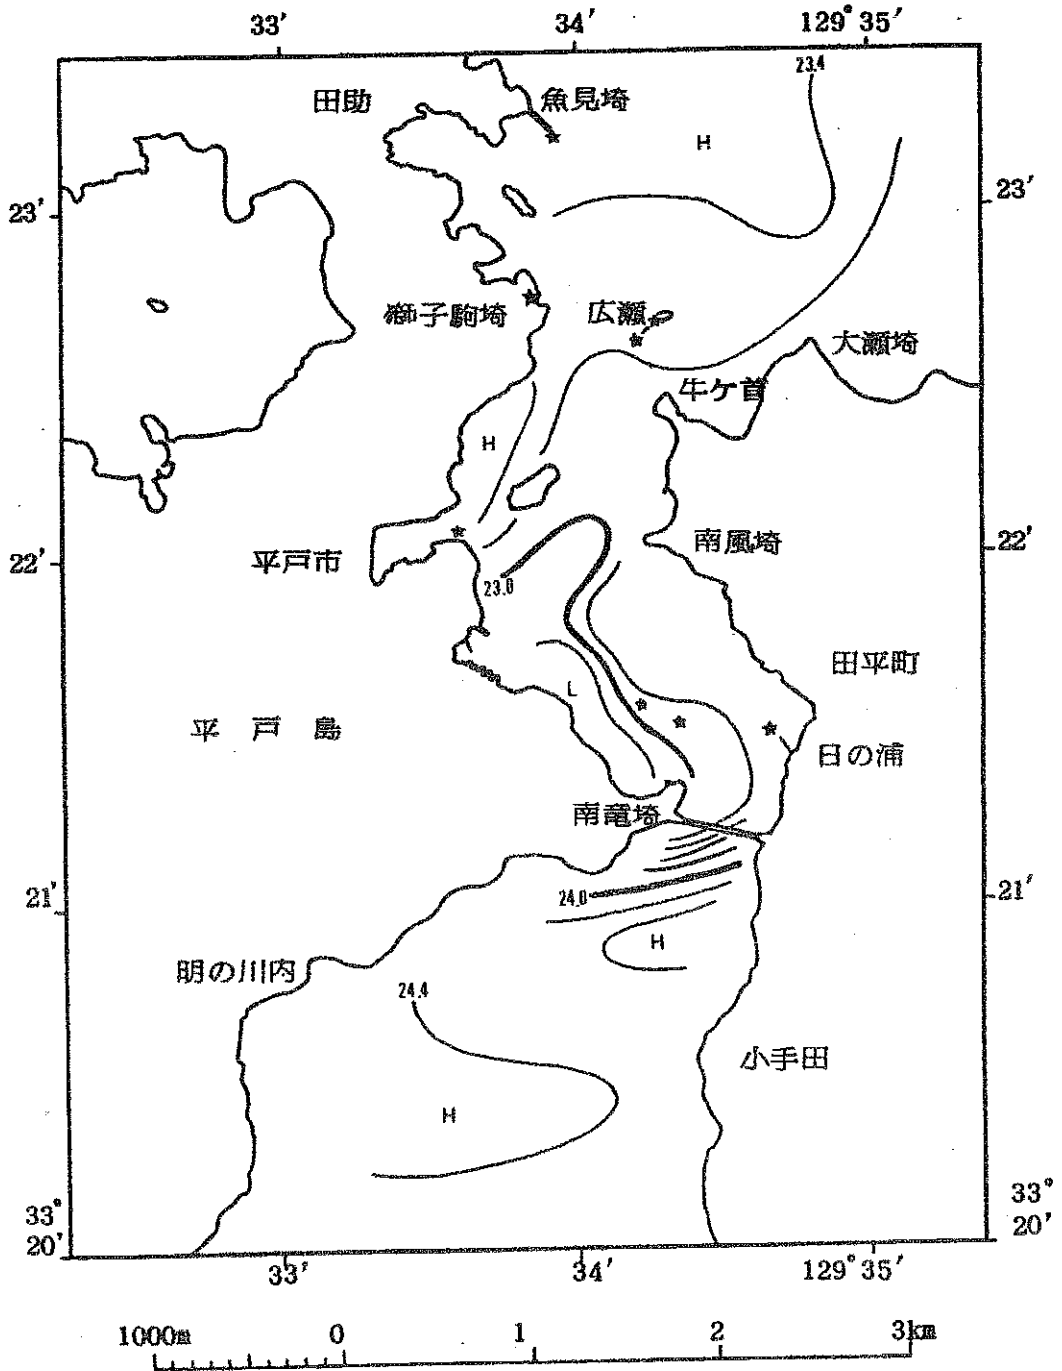 33′ 34′ 129°35′
23.4
田助 魚見埼
H
23′ 23′
獅子駒埼 広瀬 大瀬埼
牛ケ首
H
22′ 平戸市 南風埼 22′
23.0
田平町
L
平戸島 日の浦
南竜埼
21′ 24.0 21′
H
明の川内
24.4
小手田
H
33° 33°
20′ 20′
33′ 34′ 129°35′
1000m 0 1 2 3km